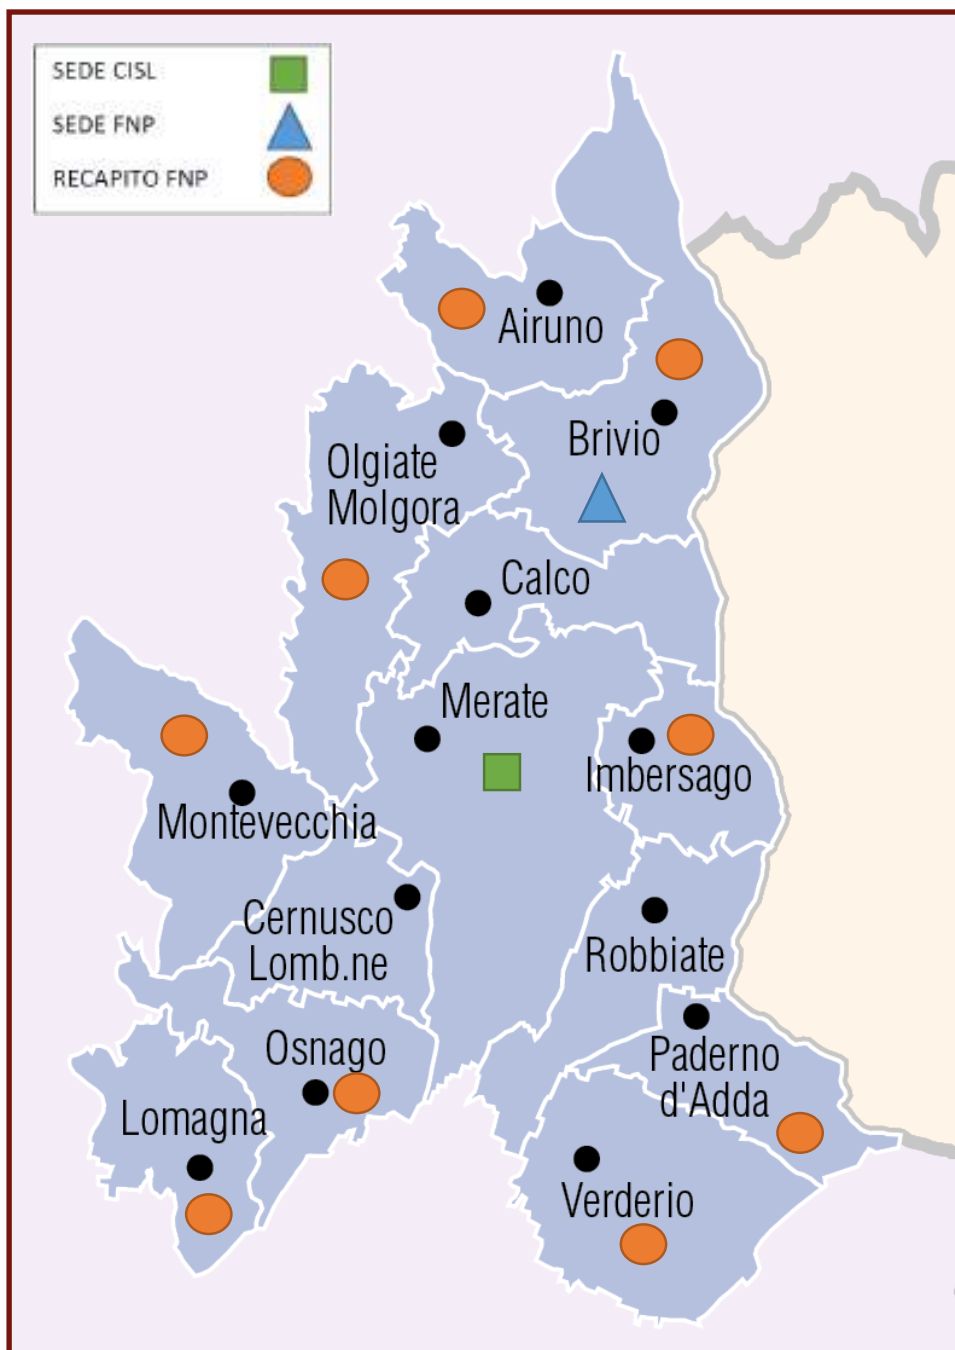 SEDE CISL
SEDE FNP
RECAPITO FNP
Airuno
Brivio
Olgiate
Molgora
Calco
Merate
Imbersago
Montevecchia
Cernusco
Lomb.ne
Robbiate
Osnago
Paderno
d'Adda
Lomagna
Verderio